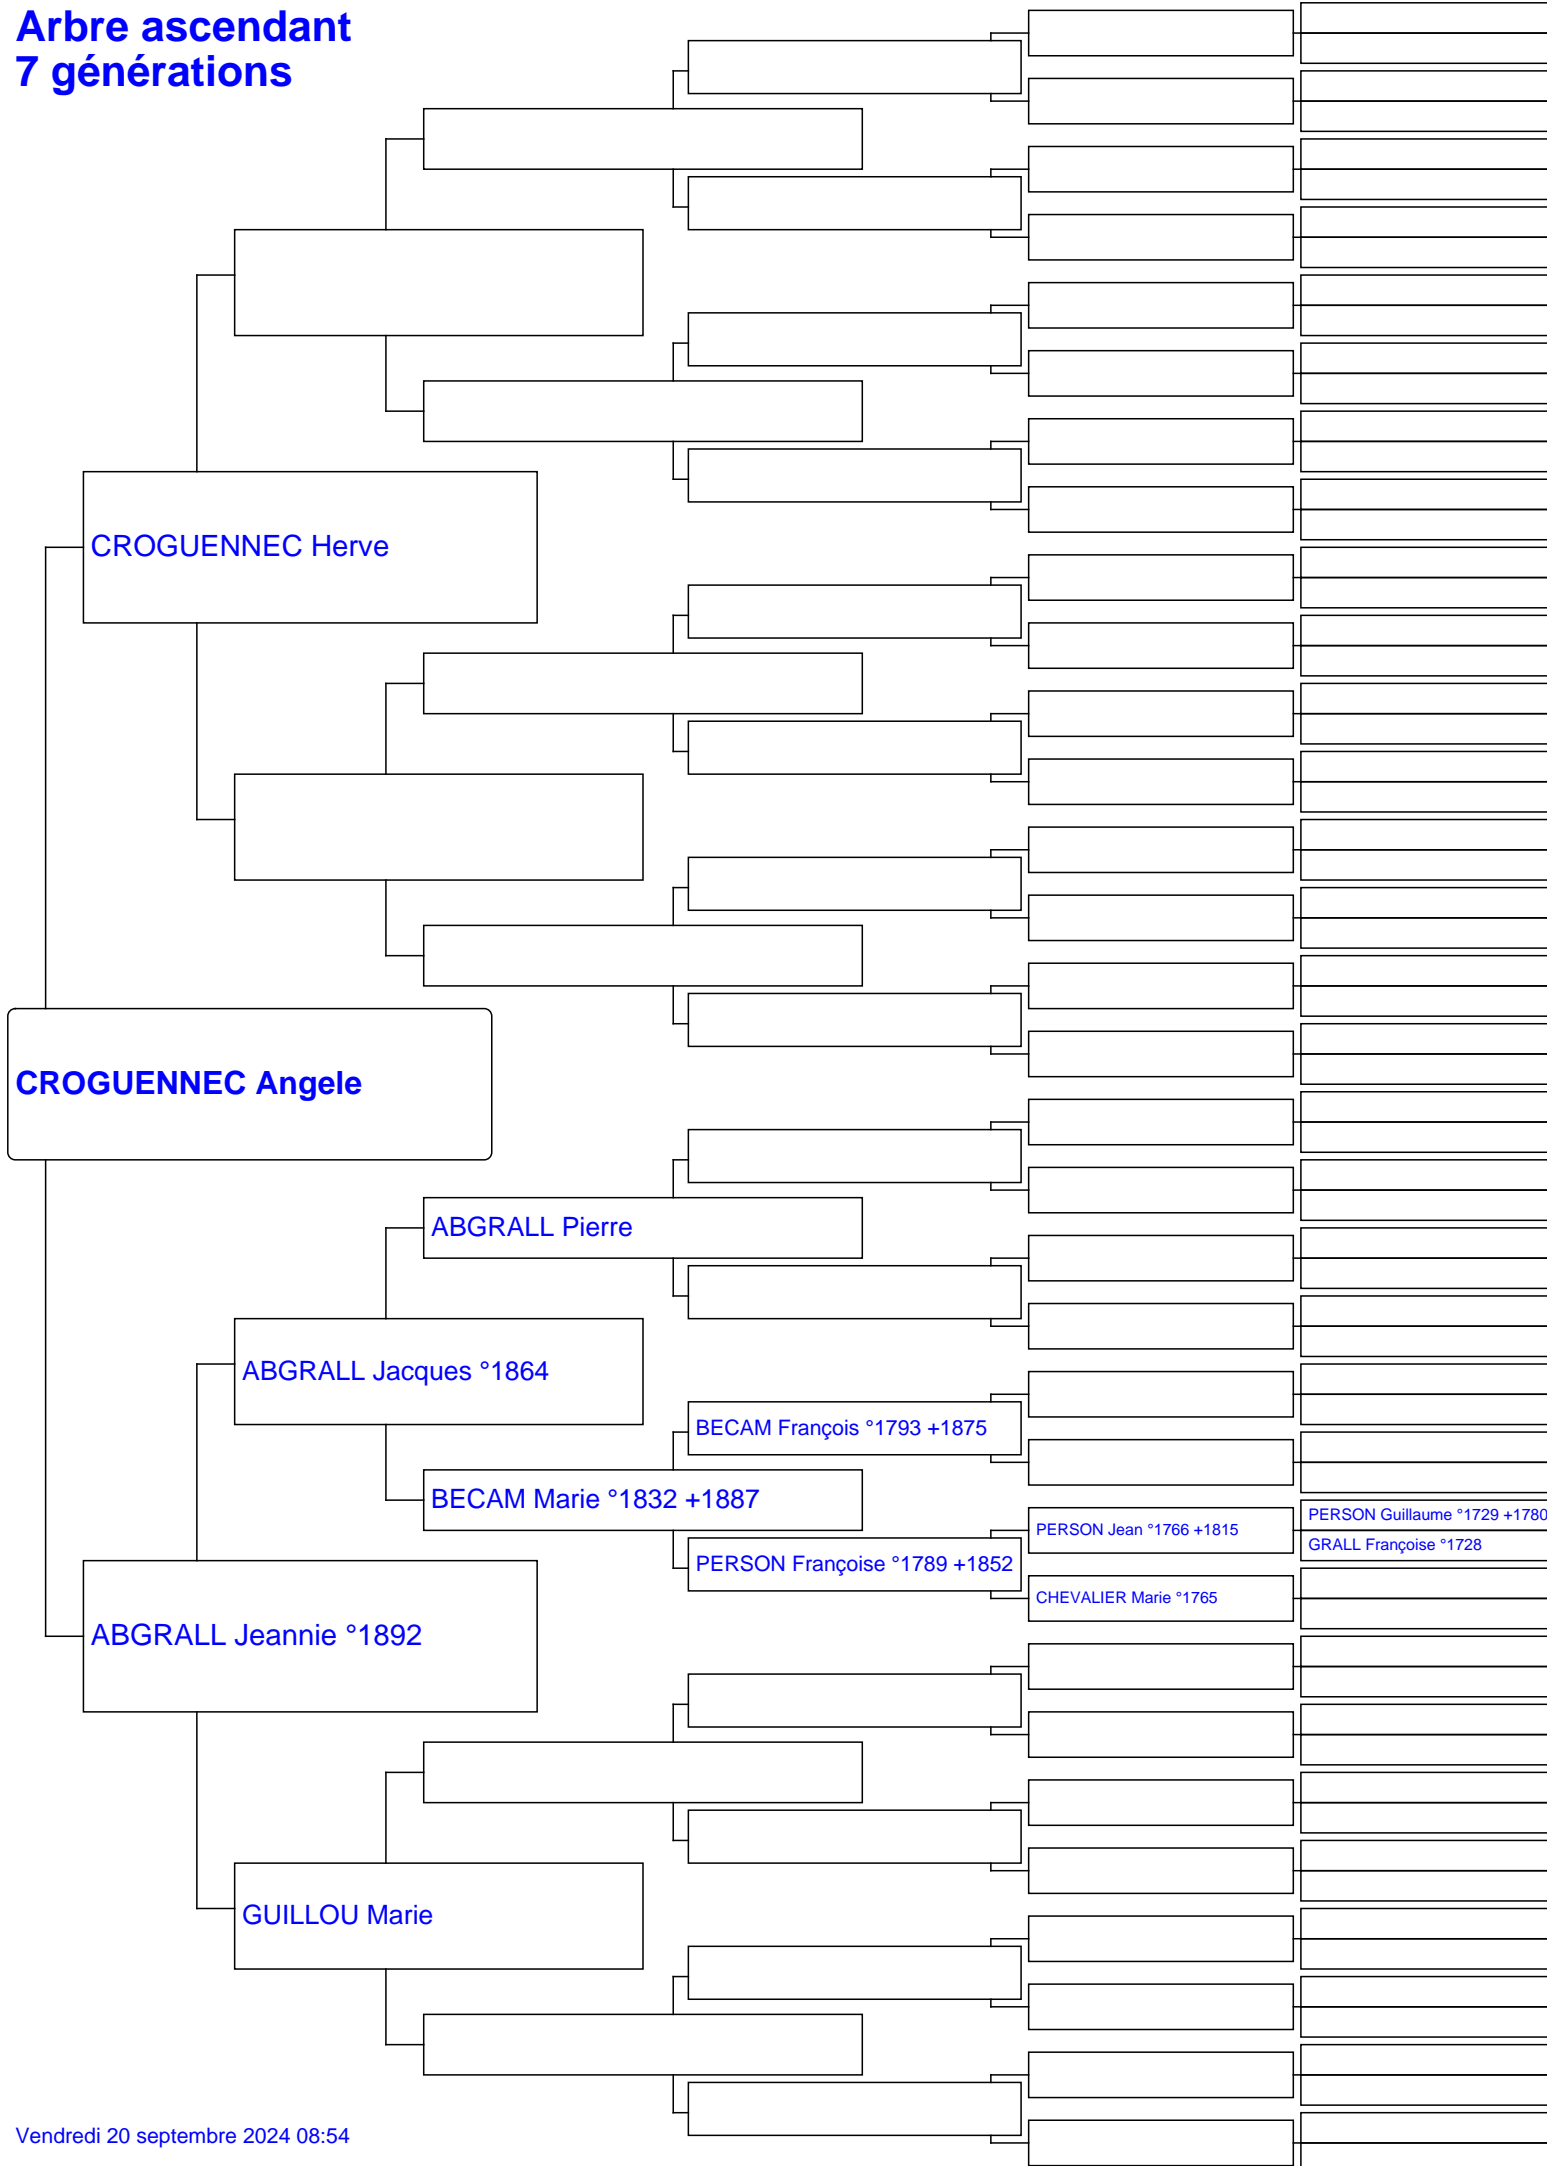 Arbre ascendant
7 générations
CROGUENNEC Herve
CROGUENNEC Angele
ABGRALL Pierre
ABGRALL Jacques °1864
BECAM François °1793 +1875
BECAM Marie °1832 +1887
PERSON Guillaume °1729 +1780
PERSON Jean °1766 +1815
GRALL Françoise °1728
PERSON Françoise °1789 +1852
CHEVALIER Marie °1765
ABGRALL Jeannie °1892
GUILLOU Marie
Vendredi 20 septembre 2024 08:54